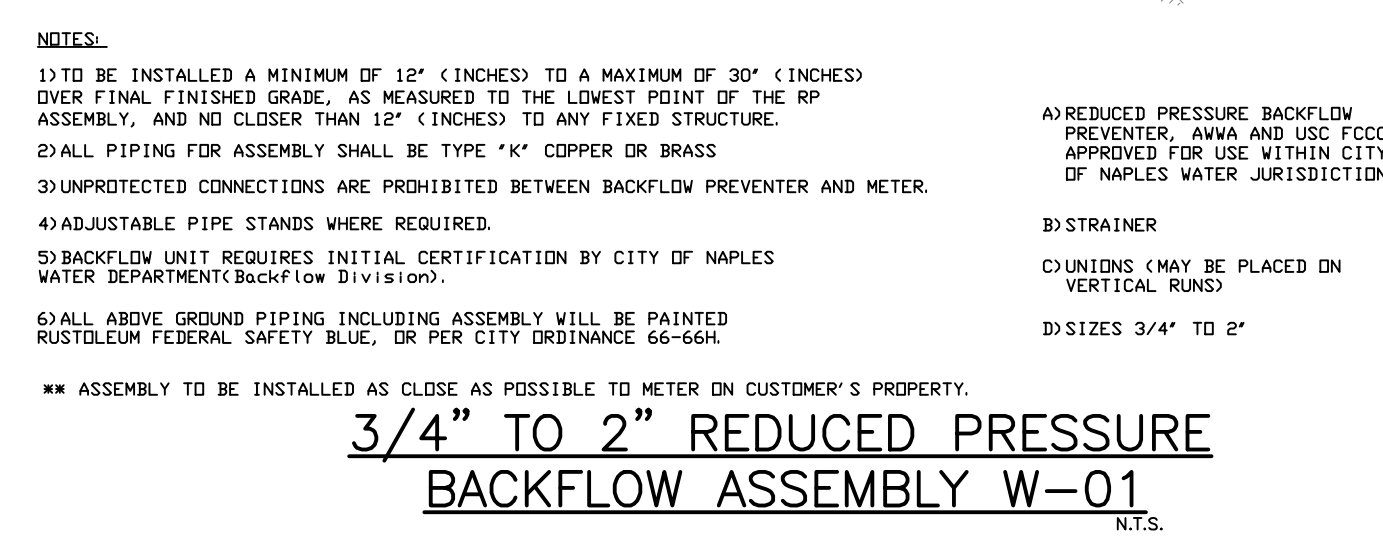 NOTES:
1) TO BE INSTALLED A MINIMUM OF 12" (INCHES) TO A MAXIMUM OF 30" (INCHES)
OVER FINAL FINISHED GRADE, AS MEASURED TO THE LOWEST POINT OF THE RP
ASSEMBLY, AND NO CLOSER THAN 12" (INCHES) TO ANY FIXED STRUCTURE.
2) ALL PIPING FOR ASSEMBLY SHALL BE TYPE "K" COPPER OR BRASS
3) UNPROTECTED CONNECTIONS ARE PROHIBITED BETWEEN BACKFLOW PREVENTER AND METER.
4) ADJUSTABLE PIPE STANDS WHERE REQUIRED.
5) BACKFLOW UNIT REQUIRES INITIAL CERTIFICATION BY CITY OF NAPLES
WATER DEPARTMENT(Backflow Division).
6) ALL ABOVE GROUND PIPING INCLUDING ASSEMBLY WILL BE PAINTED
RUSTOLEUM FEDERAL SAFETY BLUE, OR PER CITY ORDINANCE 66-66H.
** ASSEMBLY TO BE INSTALLED AS CLOSE AS POSSIBLE TO METER ON CUSTOMER'S PROPERTY.
A) REDUCED PRESSURE BACKFLOW
PREVENTER, AWWA AND USC FCCC
APPROVED FOR USE WITHIN CITY
OF NAPLES WATER JURISDICTION
B) STRAINER
C) UNIONS (MAY BE PLACED ON
VERTICAL RUNS)
D) SIZES 3/4" TO 2"
3/4" TO 2" REDUCED PRESSURE
BACKFLOW ASSEMBLY W-01
N.T.S.